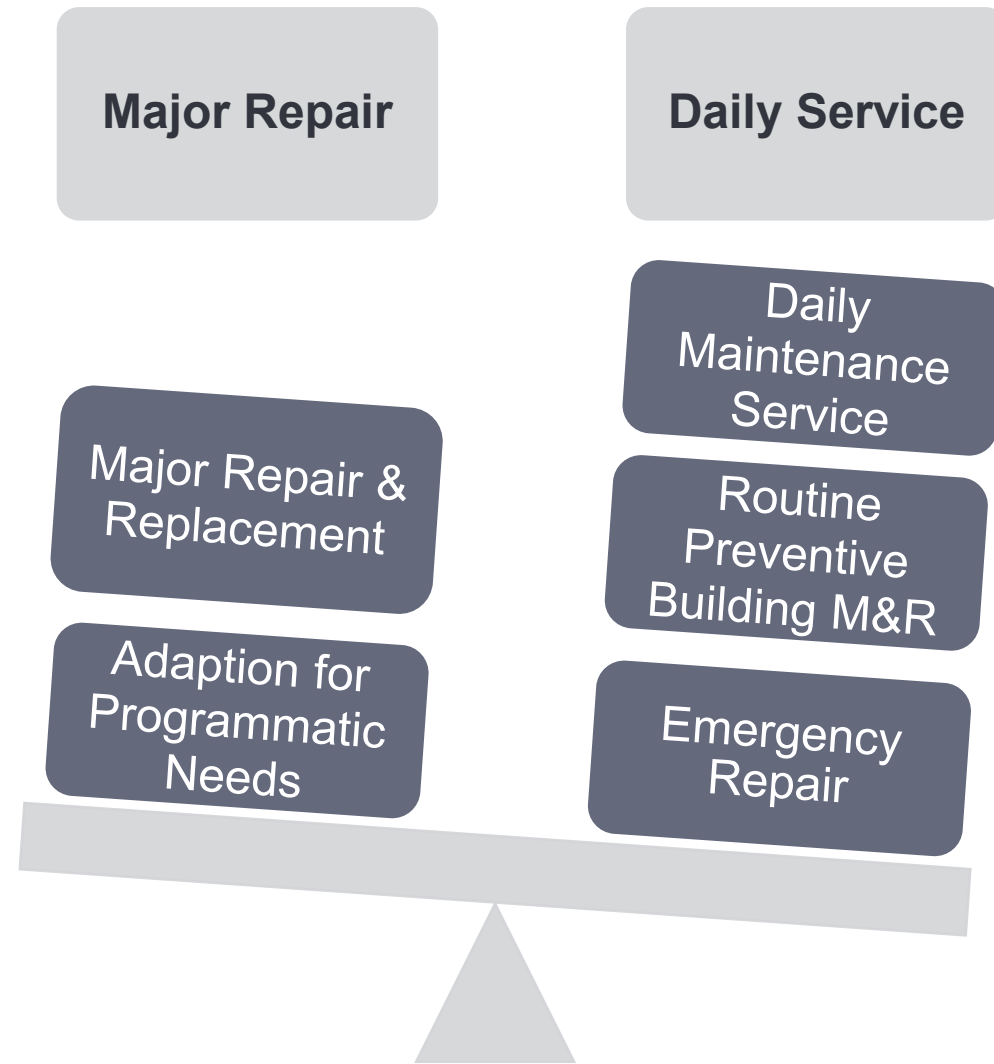 Major Repair
Daily Service
Major Repair &
Replacement
Adaption for
Programmatic
Needs
Daily
Maintenance
Service
Routine
Preventive
Building M&R
Emergency
Repair